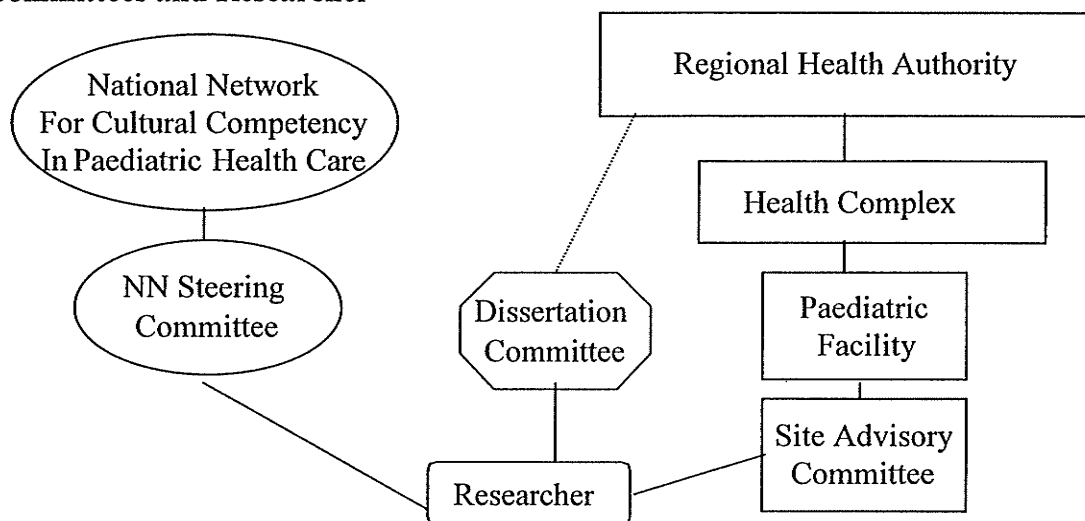 Committees and Researcher
National Network
For Cultural Competency
In Paediatric Health Care
Regional Health Authority
Health Complex
NN Steering
Committee
Dissertation
Committee
Paediatric
Facility
Site Advisory
Committee
Researcher